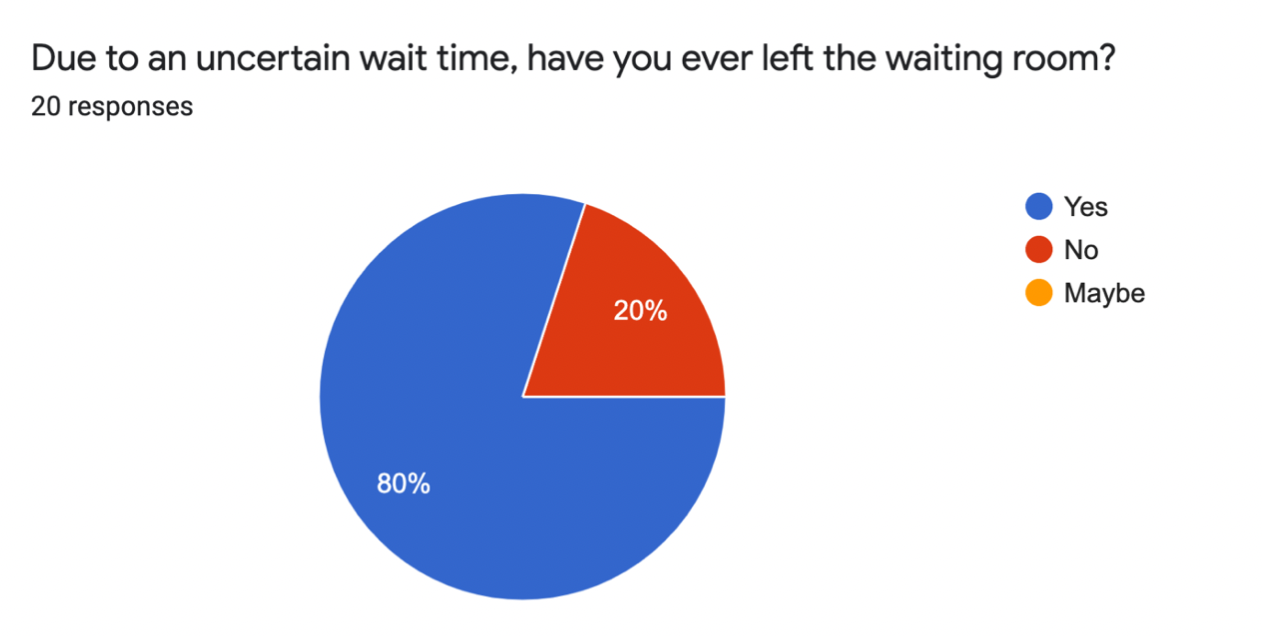 Due to an uncertain wait time, have you ever left the waiting room?
20 responses
Yes
No
Maybe
20%
80%